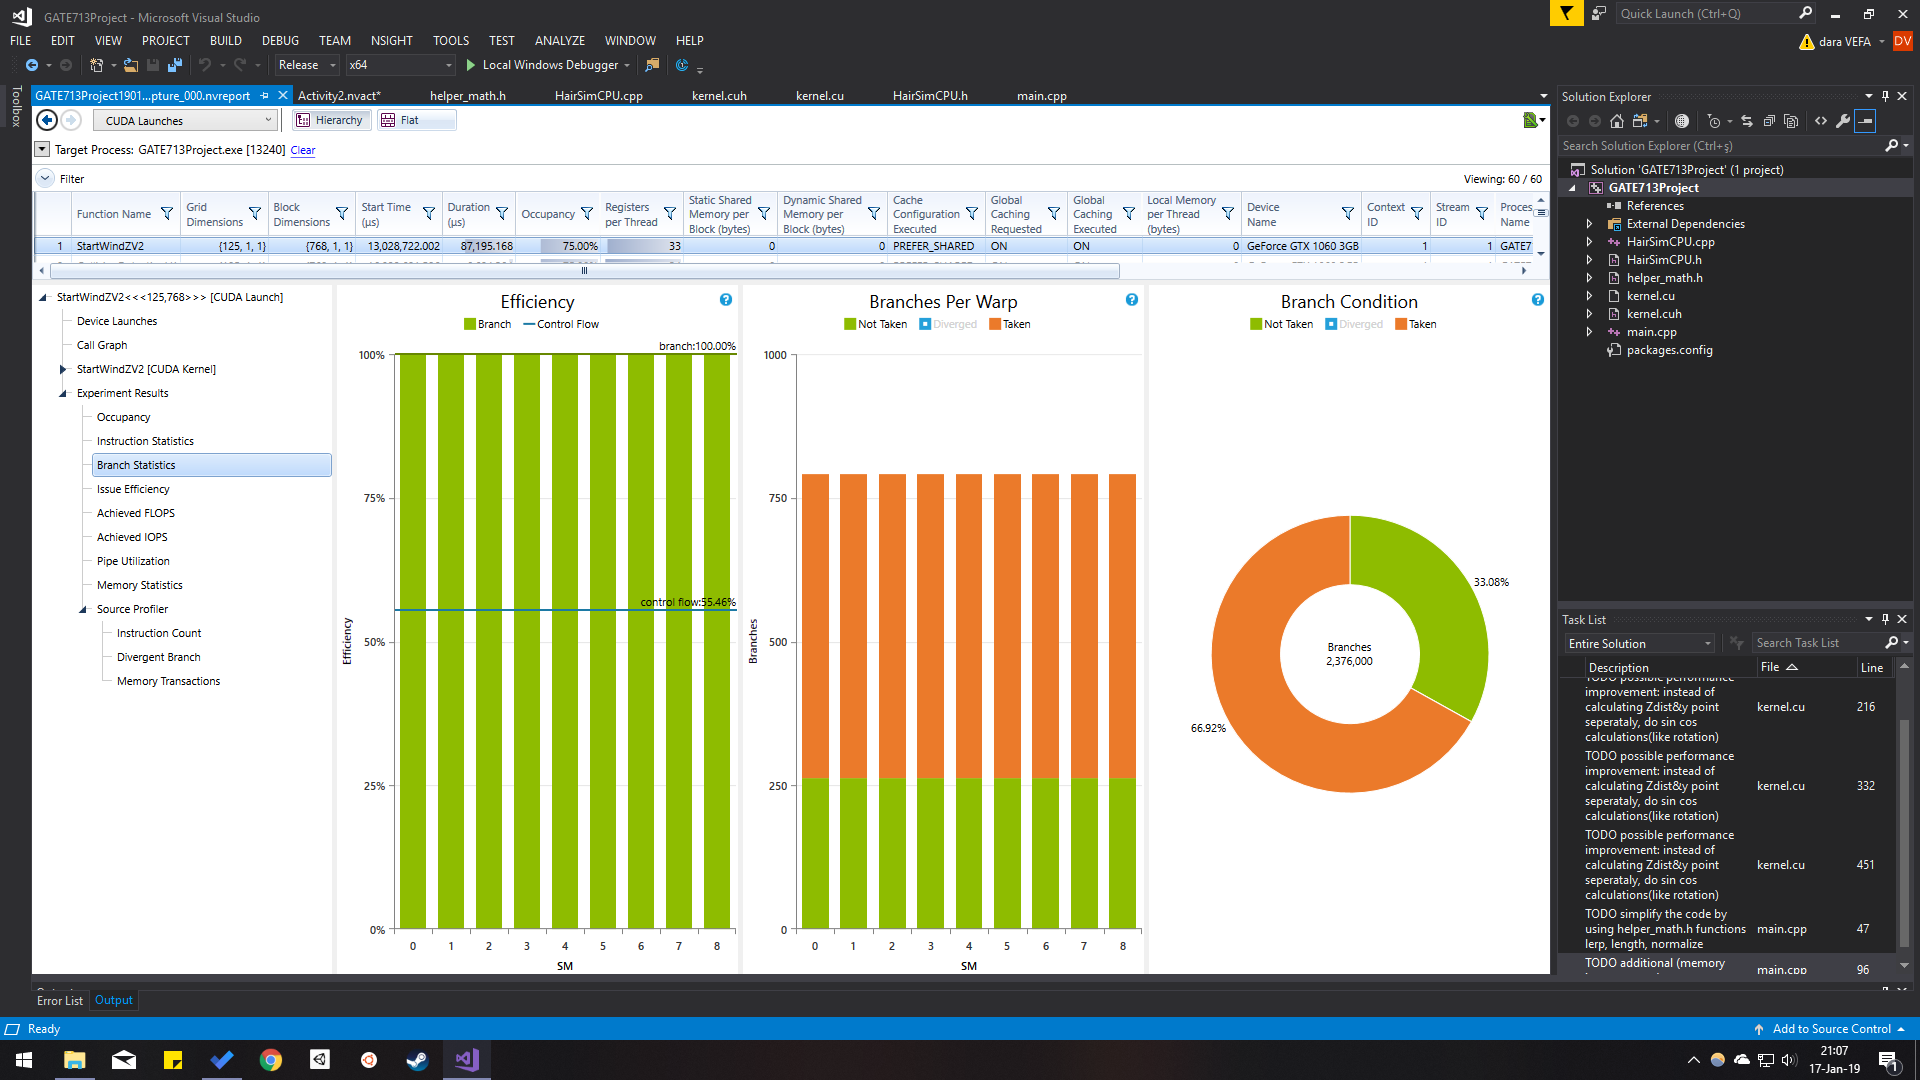 GATE713Project - Microsoft Visual Studio
Quick Launch (Ctrl+Q)
FILE EDIT VIEW PROJECT BUILD DEBUG TEAM NSIGHT TOOLS TEST ANALYZE WINDOW HELP
dara VEFA DV
Release x64 Local Windows Debugger
Toolbox
GATE713Project1901...pture_000.nvreport Activity2.nvact* helper_math.h HairSimCPU.cpp kernel.cuh kernel.cu HairSimCPU.h main.cpp
CUDA Launches Hierarchy Flat
Target Process: GATE713Project.exe [13240] Clear
Filter Viewing: 60 / 60
Function Name
Grid Dimensions
Block Dimensions
Start Time (µs)
Duration (µs)
Occupancy
Registers per Thread
Static Shared Memory per Block (bytes)
Dynamic Shared Memory per Block (bytes)
Cache Configuration Executed
Global Caching Requested
Global Caching Executed
Local Memory per Thread (bytes)
Device Name
Context ID
Stream ID
Proces Name
1 StartWindZV2 {125, 1, 1} {768, 1, 1} 13,028,722.002 87,195.168 75.00% 33 0 0 PREFER_SHARED ON ON 0 GeForce GTX 1060 3GB 1 1 GATE7
StartWindZV2<<<125,768>>> [CUDA Launch]
Device Launches
Call Graph
StartWindZV2 [CUDA Kernel]
Experiment Results
Occupancy
Instruction Statistics
Branch Statistics
Issue Efficiency
Achieved FLOPS
Achieved IOPS
Pipe Utilization
Memory Statistics
Source Profiler
Instruction Count
Divergent Branch
Memory Transactions
Efficiency
Branch Control Flow
branch:100.00%
control flow:55.46%
100%
75%
50%
25%
0%
Efficiency
0 1 2 3 4 5 6 7 8
SM
Branches Per Warp
Not Taken Diverged Taken
1000
750
500
250
0
Branches
0 1 2 3 4 5 6 7 8
SM
Branch Condition
Not Taken Diverged Taken
33.08%
66.92%
Branches
2,376,000
Solution Explorer
Search Solution Explorer (Ctrl+ş)
Solution 'GATE713Project' (1 project)
GATE713Project
References
External Dependencies
HairSimCPU.cpp
HairSimCPU.h
helper_math.h
kernel.cu
kernel.cuh
main.cpp
packages.config
Task List
Entire Solution Search Task List
Description File Line
TODO possible performance
improvement: instead of
calculating Zdist&y point kernel.cu 216
seperataly, do sin cos
calculations(like rotation)
TODO possible performance
improvement: instead of
calculating Zdist&y point kernel.cu 332
seperataly, do sin cos
calculations(like rotation)
TODO possible performance
improvement: instead of
calculating Zdist&y point kernel.cu 451
seperataly, do sin cos
calculations(like rotation)
TODO simplify the code by
using helper_math.h functions main.cpp 47
lerp, length, normalize
TODO additional (memory
main.cpp 96
Error List Output
Ready Add to Source Control
21:07
17-Jan-19
1